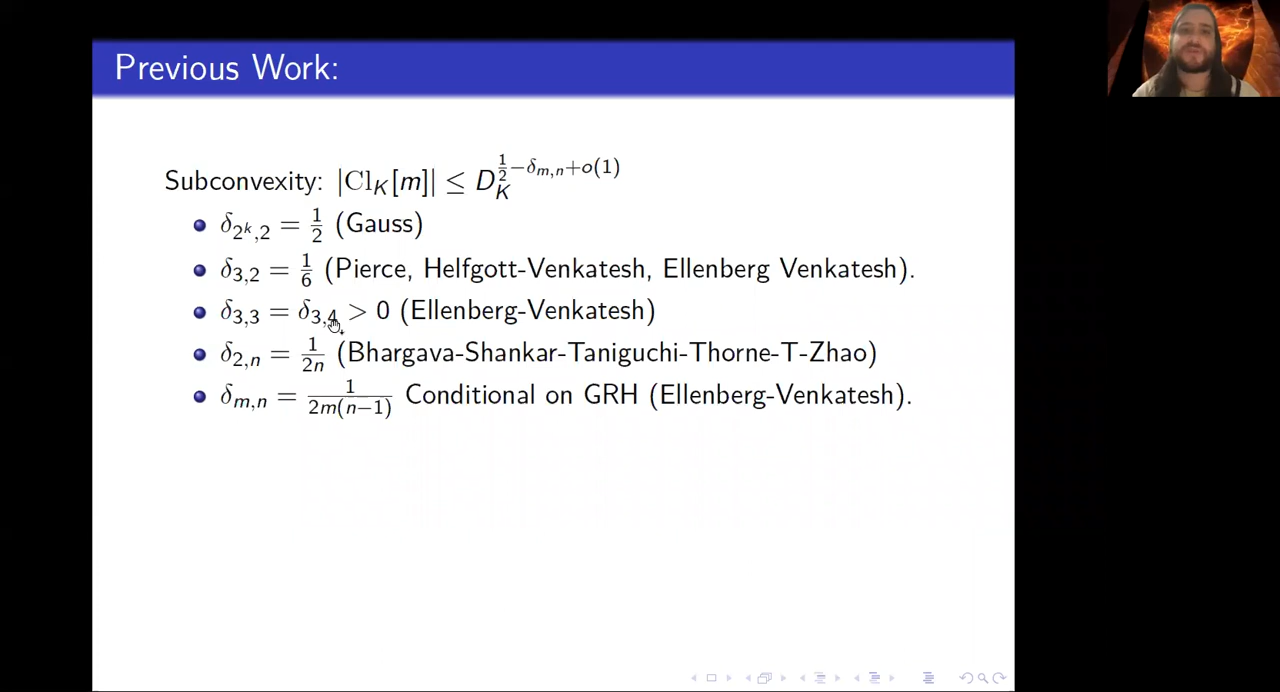 Previous Work:
Subconvexity: |Cl_K[m]| ≤ D_K^{1/2−δ_{m,n}+o(1)}
δ_{2^k,2} = 1/2 (Gauss)
δ_{3,2} = 1/6 (Pierce, Helfgott-Venkatesh, Ellenberg Venkatesh).
δ_{3,3} = δ_{3,4} > 0 (Ellenberg-Venkatesh)
δ_{2,n} = 1/2n (Bhargava-Shankar-Taniguchi-Thorne-T-Zhao)
δ_{m,n} = 1/2m(n−1) Conditional on GRH (Ellenberg-Venkatesh).